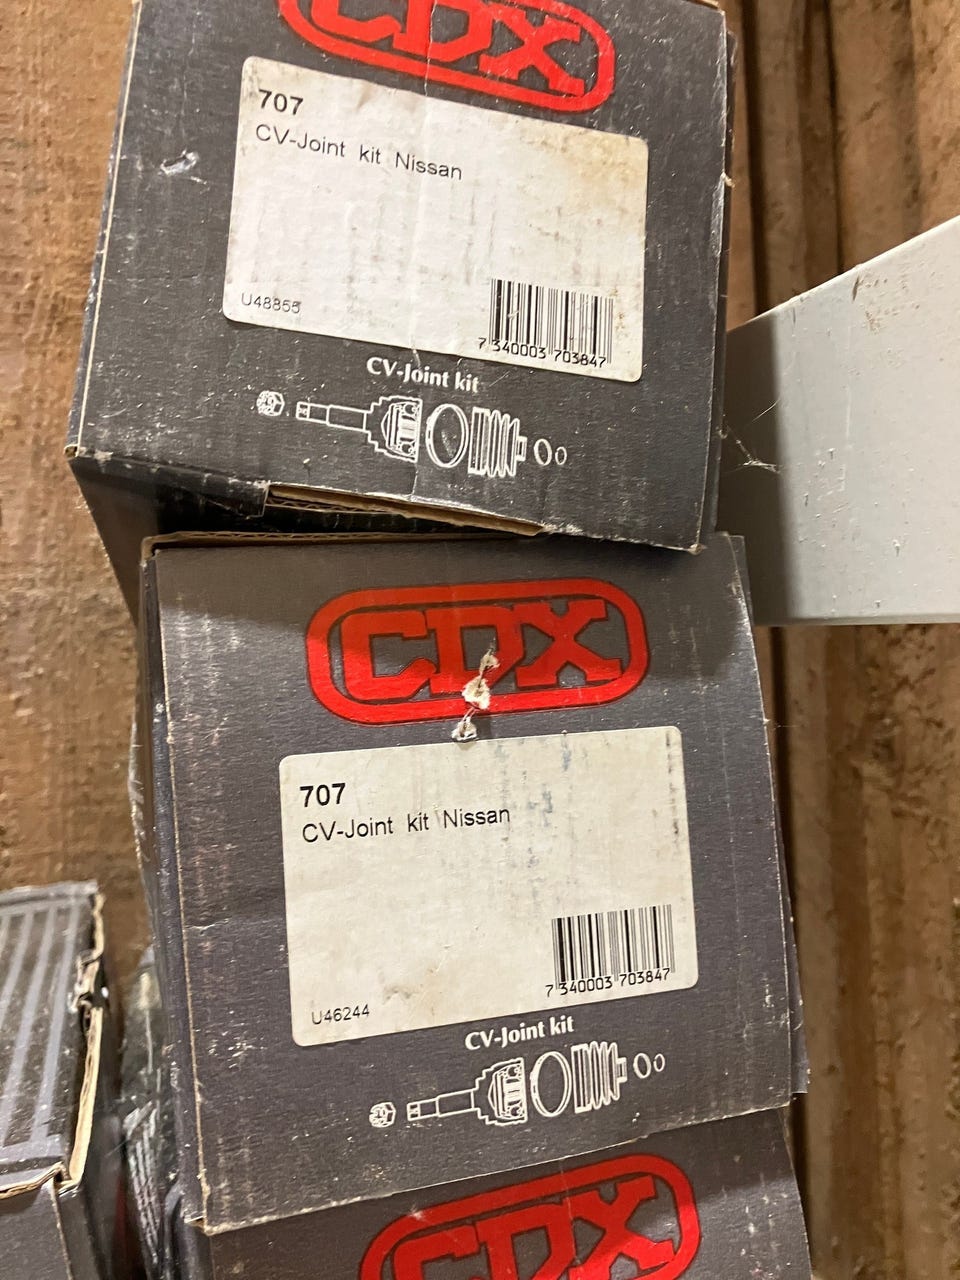 CDX
707
CV-Joint kit Nissan
U48855
7 340003 703847
CV-Joint kit
CDX
707
CV-Joint kit Nissan
U46244
7 340003 703847
CV-Joint kit
CDX